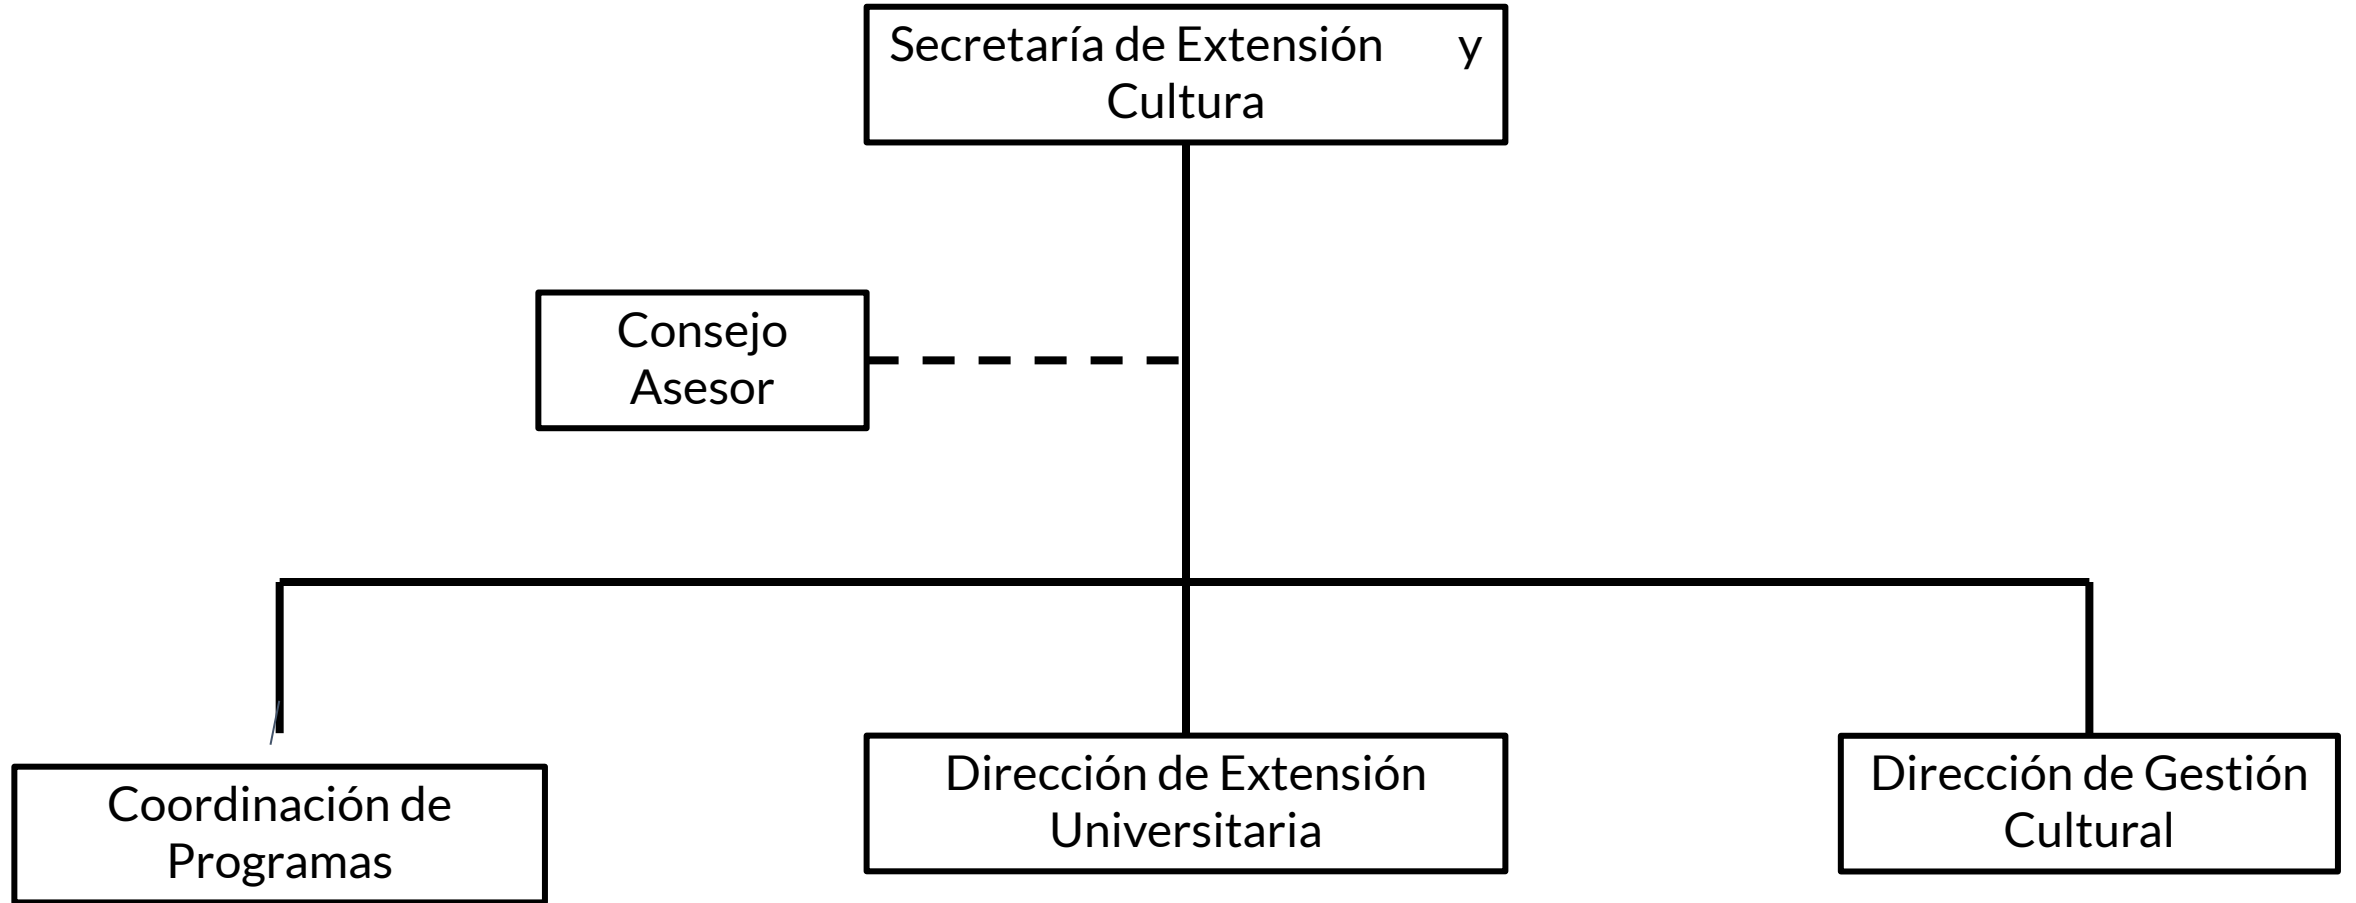 Secretaría de Extensión y
Cultura
Consejo
Asesor
Coordinación de
Programas
Dirección de Extensión
Universitaria
Dirección de Gestión
Cultural